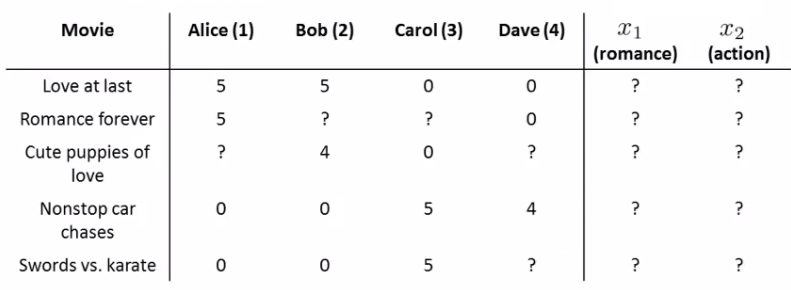 Movie Alice (1) Bob (2) Carol (3) Dave (4) x₁ (romance) x₂ (action)
Love at last 5 5 0 0 ? ?
Romance forever 5 ? ? 0 ? ?
Cute puppies of love ? 4 0 ? ? ?
Nonstop car chases 0 0 5 4 ? ?
Swords vs. karate 0 0 5 ? ? ?